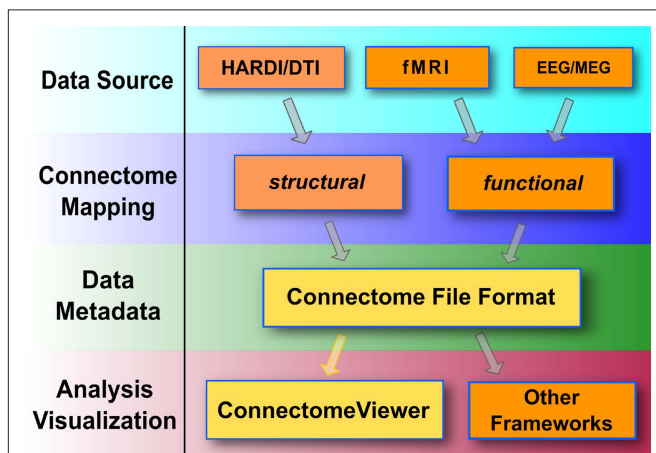 Data Source
HARDI/DTI
fMRI
EEG/MEG
Connectome
Mapping
structural
functional
Data
Metadata
Connectome File Format
Analysis
Visualization
ConnectomeViewer
Other
Frameworks